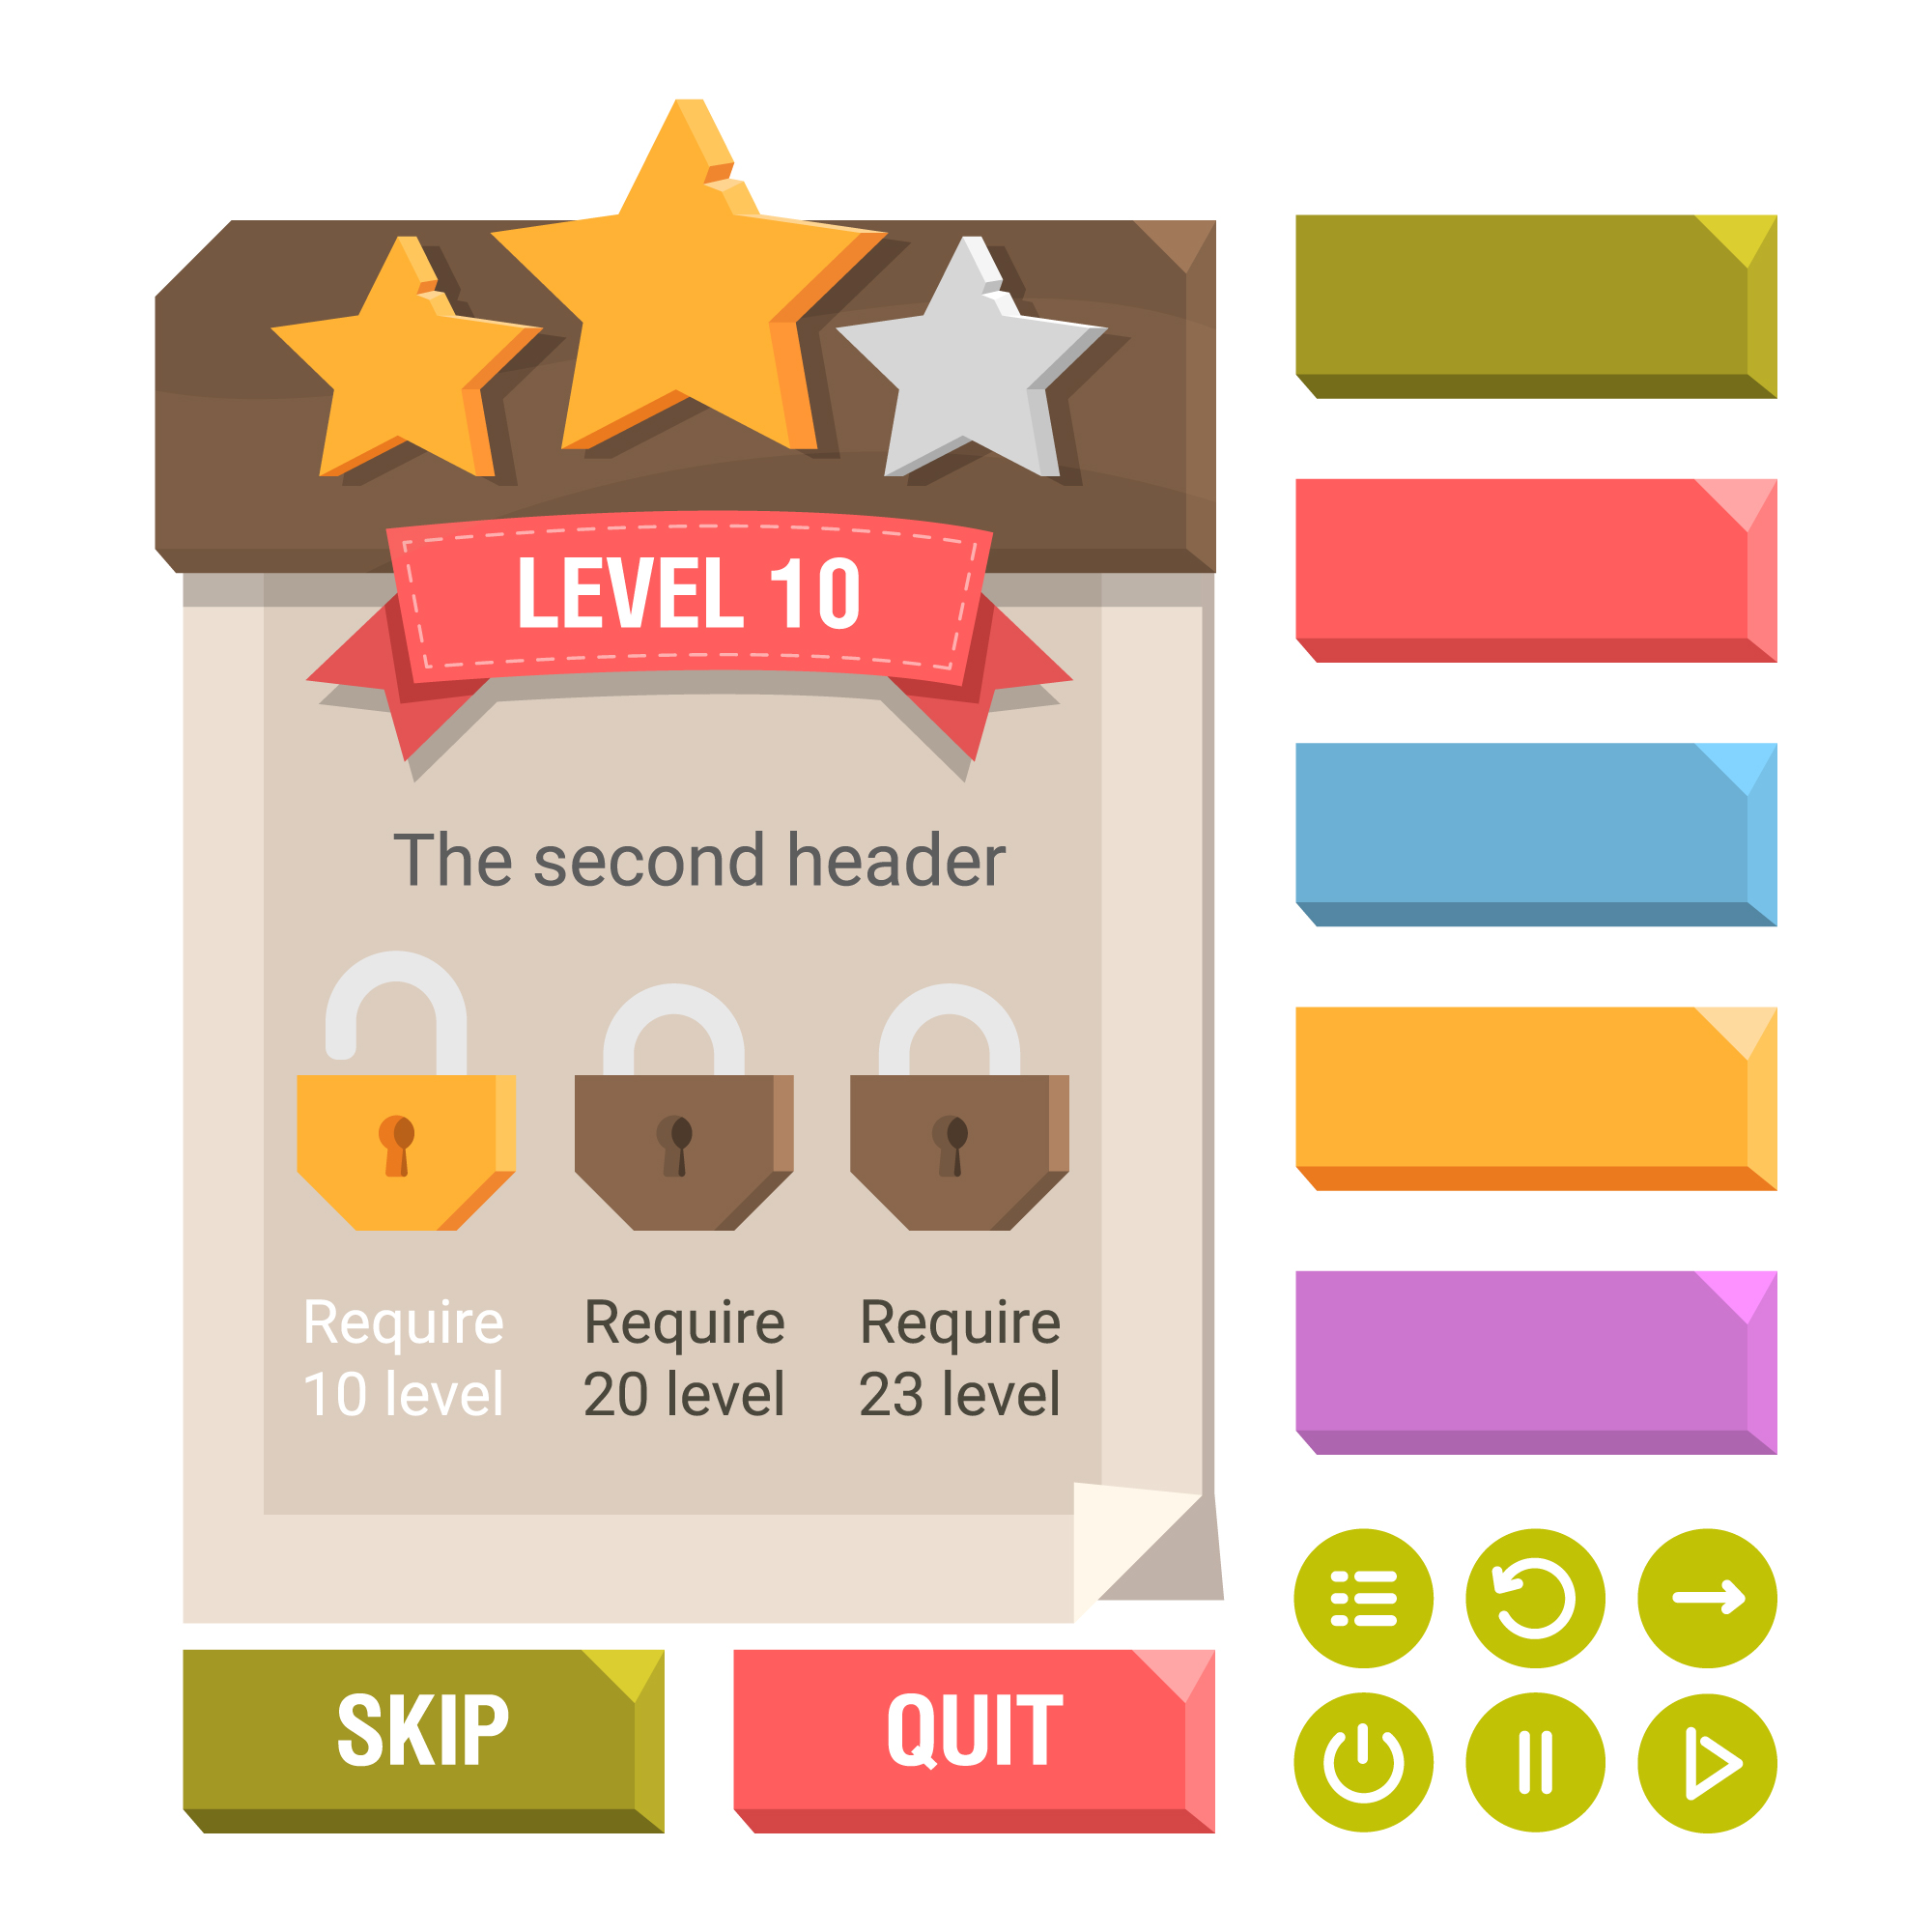 LEVEL 10
The second header
Require
10 level
Require
20 level
Require
23 level
SKIP
QUIT